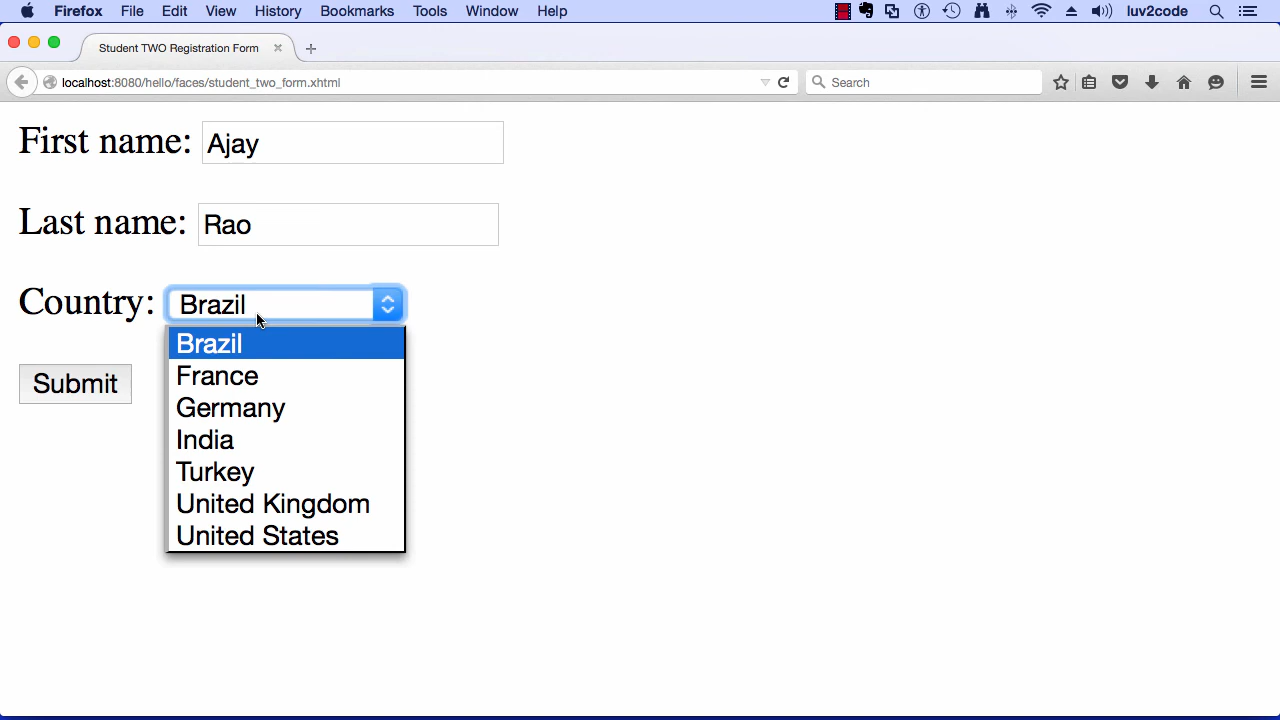 Firefox File Edit View History Bookmarks Tools Window Help luv2code
Student TWO Registration Form
localhost:8080/hello/faces/student_two_form.xhtml Search
First name: Ajay
Last name: Rao
Country: Brazil
Brazil
France
Submit
Germany
India
Turkey
United Kingdom
United States